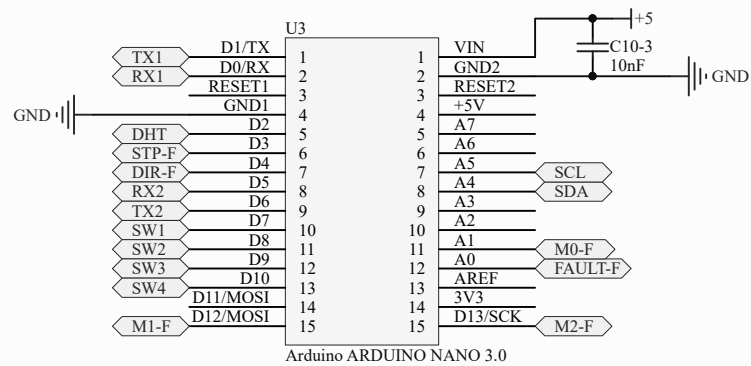 U3
+5
TX1 D1/TX 1 1 VIN C10-3
RX1 D0/RX 2 2 GND2 10nF GND
RESET1 3 3 RESET2
GND GND1 4 4 +5V
DHT D2 5 5 A7
STP-F D3 6 6 A6
DIR-F D4 7 7 A5 SCL
RX2 D5 8 8 A4 SDA
TX2 D6 9 9 A3
SW1 D7 10 10 A2
SW2 D8 11 11 A1 M0-F
SW3 D9 12 12 A0 FAULT-F
SW4 D10 13 13 AREF
D11/MOSI 14 14 3V3
M1-F D12/MOSI 15 15 D13/SCK M2-F
Arduino ARDUINO NANO 3.0